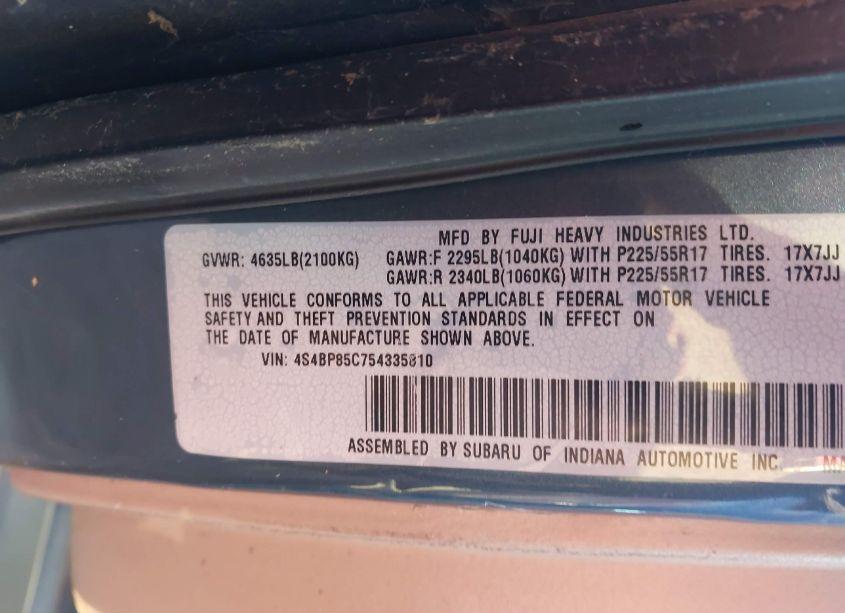 MFD BY FUJI HEAVY INDUSTRIES LTD.
GVWR: 4635LB(2100KG) GAWR:F 2295LB(1040KG) WITH P225/55R17 TIRES. 17X7JJ
GAWR:R 2340LB(1060KG) WITH P225/55R17 TIRES. 17X7JJ
THIS VEHICLE CONFORMS TO ALL APPLICABLE FEDERAL MOTOR VEHICLE
SAFETY AND THEFT PREVENTION STANDARDS IN EFFECT ON
THE DATE OF MANUFACTURE SHOWN ABOVE.
VIN: 4S4BP85C754335810
ASSEMBLED BY SUBARU OF INDIANA AUTOMOTIVE INC. MA